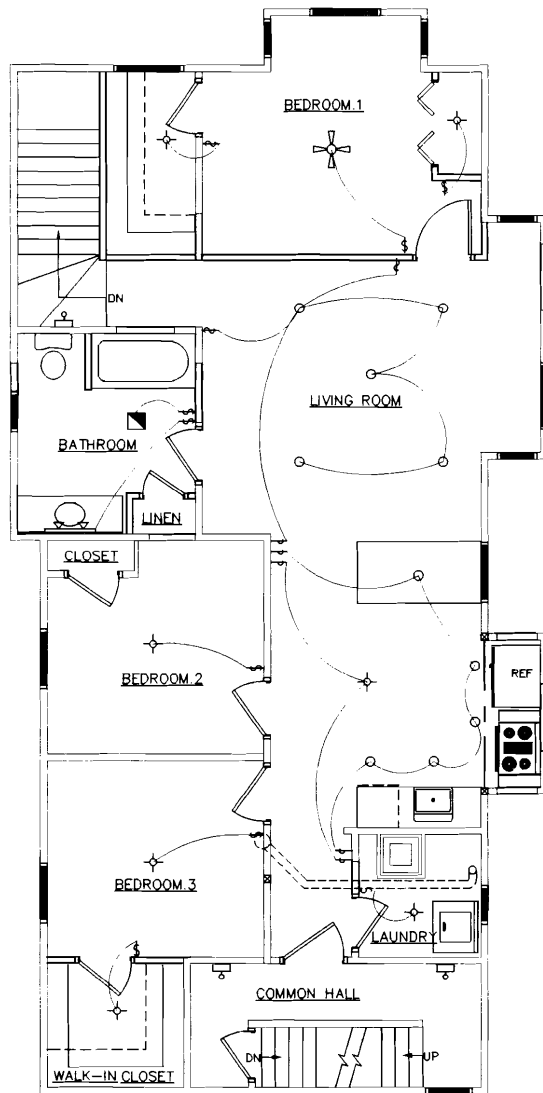 BEDROOM.1
DN
LIVING ROOM
BATHROOM
LINEN
CLOSET
BEDROOM.2
REF
BEDROOM.3
LAUNDRY
COMMON HALL
DN
UP
WALK-IN CLOSET